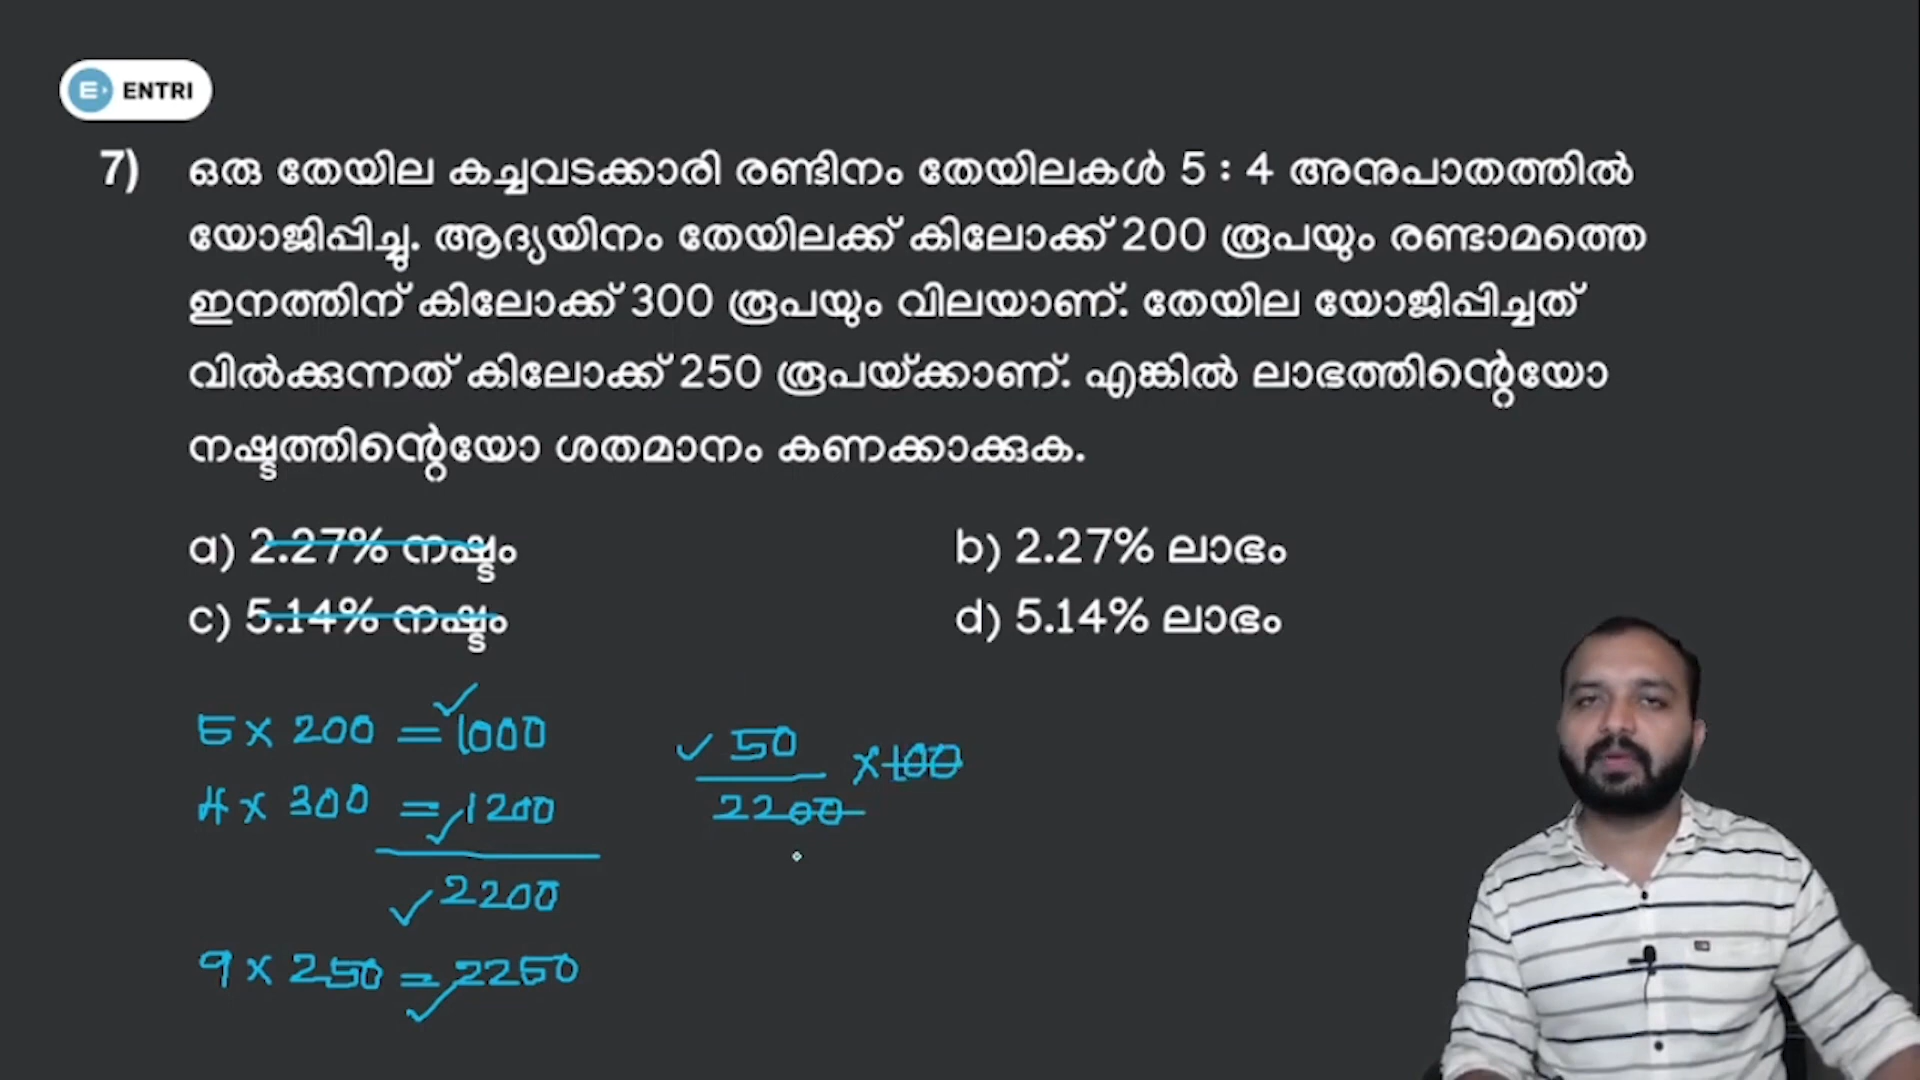 ENTRI
7) ഒരു തേയില കച്ചവടക്കാരി രണ്ടിനം തേയിലകൾ 5 : 4 അനുപാതത്തിൽ
യോജിപ്പിച്ചു. ആദ്യയിനം തേയിലക്ക് കിലോക്ക് 200 രൂപയും രണ്ടാമത്തെ
ഇനത്തിന് കിലോക്ക് 300 രൂപയും വിലയാണ്. തേയില യോജിപ്പിച്ചത്
വിൽക്കുന്നത് കിലോക്ക് 250 രൂപയ്ക്കാണ്. എങ്കിൽ ലാഭത്തിന്റെയോ
നഷ്ടത്തിന്റെയോ ശതമാനം കണക്കാക്കുക.
a) 2.27% നഷ്ടം b) 2.27% ലാഭം
c) 5.14% നഷ്ടം d) 5.14% ലാഭം
5 × 200 = 1000
4 × 300 = 1200
2200
9 × 250 = 2250
50
× 100
2200